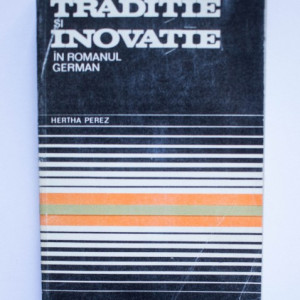 TRADIȚIE
ȘI
INOVAȚIE
ÎN ROMANUL
GERMAN
HERTHA PEREZ